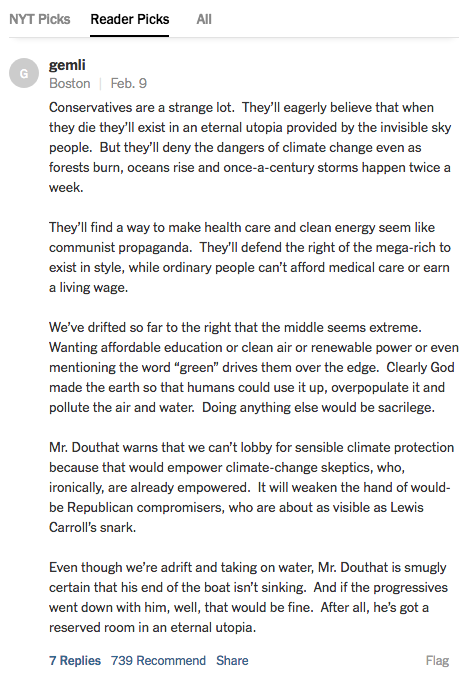 NYT Picks Reader Picks All
G
gemli
Boston | Feb. 9
Conservatives are a strange lot.  They’ll eagerly believe that when
they die they’ll exist in an eternal utopia provided by the invisible sky
people.  But they’ll deny the dangers of climate change even as
forests burn, oceans rise and once-a-century storms happen twice a
week.
They’ll find a way to make health care and clean energy seem like
communist propaganda.  They’ll defend the right of the mega-rich to
exist in style, while ordinary people can’t afford medical care or earn
a living wage.
We’ve drifted so far to the right that the middle seems extreme.
Wanting affordable education or clean air or renewable power or even
mentioning the word “green” drives them over the edge.  Clearly God
made the earth so that humans could use it up, overpopulate it and
pollute the air and water.  Doing anything else would be sacrilege.
Mr. Douthat warns that we can’t lobby for sensible climate protection
because that would empower climate-change skeptics, who,
ironically, are already empowered.  It will weaken the hand of would-
be Republican compromisers, who are about as visible as Lewis
Carroll’s snark.
Even though we’re adrift and taking on water, Mr. Douthat is smugly
certain that his end of the boat isn’t sinking.  And if the progressives
went down with him, well, that would be fine.  After all, he’s got a
reserved room in an eternal utopia.
7 Replies 739 Recommend Share Flag